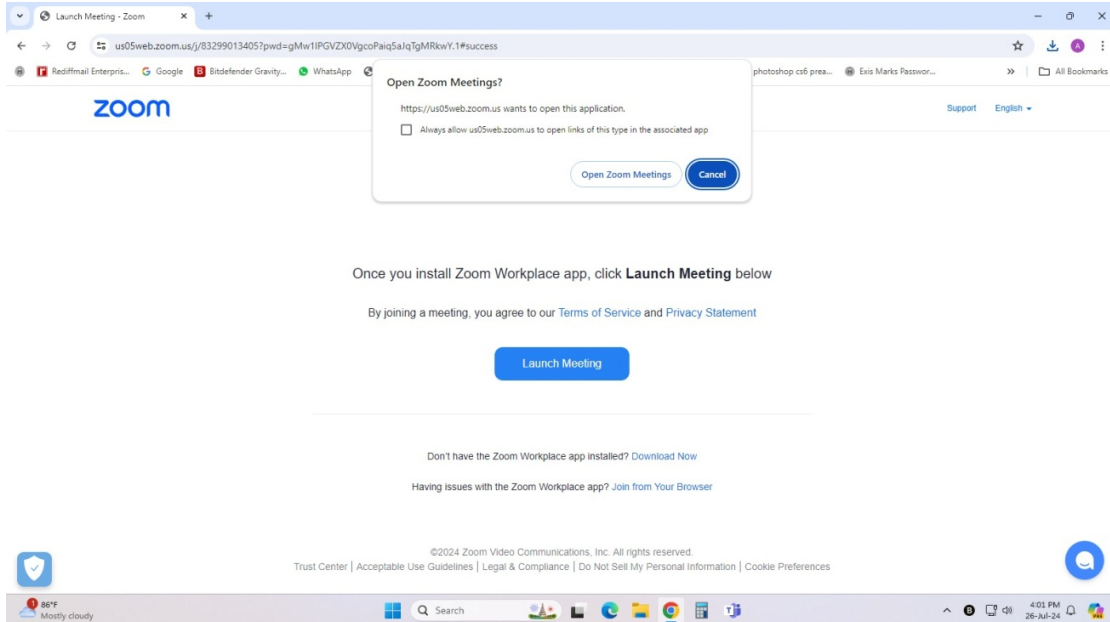 Launch Meeting - Zoom
us05web.zoom.us/j/83299013405?pwd=gMw1IPGVZX0VgcoPaiq5aJqTgMRkwY.1#success
Rediffmail Enterpris... Google Bitdefender Gravity... WhatsApp photoshop cs6 prea... Exis Marks Passwor... » All Bookmarks
Open Zoom Meetings?
https://us05web.zoom.us wants to open this application.
Always allow us05web.zoom.us to open links of this type in the associated app
Open Zoom Meetings Cancel
zoom Support English
Once you install Zoom Workplace app, click Launch Meeting below
By joining a meeting, you agree to our Terms of Service and Privacy Statement
Launch Meeting
Don't have the Zoom Workplace app installed? Download Now
Having issues with the Zoom Workplace app? Join from Your Browser
©2024 Zoom Video Communications, Inc. All rights reserved.
Trust Center | Acceptable Use Guidelines | Legal & Compliance | Do Not Sell My Personal Information | Cookie Preferences
86°F
Mostly cloudy
Search
4:01 PM
26-Jul-24